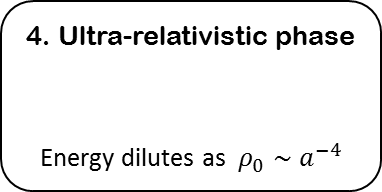 4. Ultra-relativistic phase
Energy dilutes as ρ₀ ~ a⁻⁴